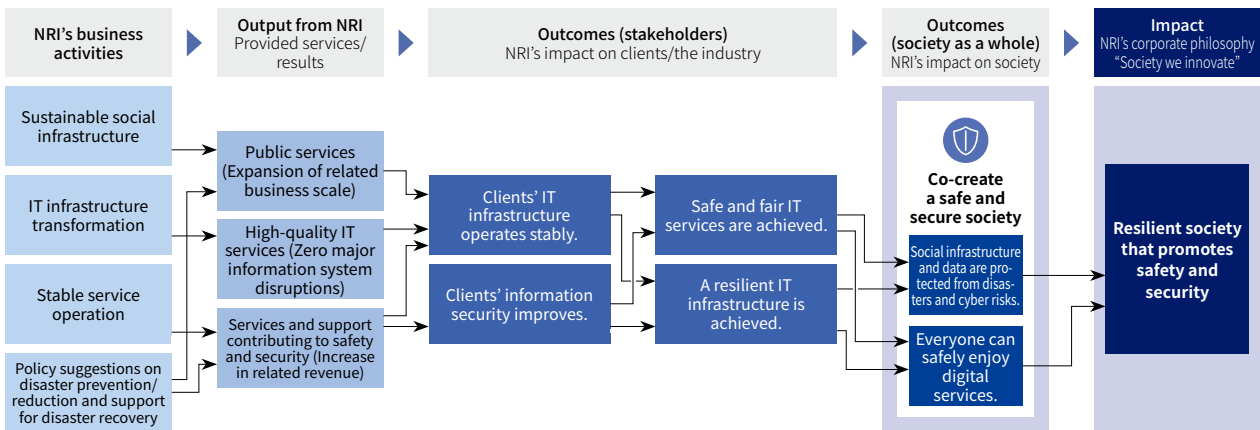 NRI’s business
activities
Output from NRI
Provided services/
results
Outcomes (stakeholders)
NRI’s impact on clients/the industry
Outcomes
(society as a whole)
NRI’s impact on society
Impact
NRI’s corporate philosophy
“Society we innovate”
Sustainable social
infrastructure
IT infrastructure
transformation
Stable service
operation
Policy suggestions on
disaster prevention/
reduction and support
for disaster recovery
Public services
(Expansion of related
business scale)
High-quality IT
services (Zero major
information system
disruptions)
Services and support
contributing to safety
and security (Increase
in related revenue)
Clients’ IT
infrastructure
operates stably.
Clients’ information
security improves.
Safe and fair IT
services are achieved.
A resilient IT
infrastructure is
achieved.
Co-create
a safe and
secure society
Social infrastructure
and data are pro-
tected from disas-
ters and cyber risks.
Everyone can
safely enjoy
digital
services.
Resilient society
that promotes
safety and
security